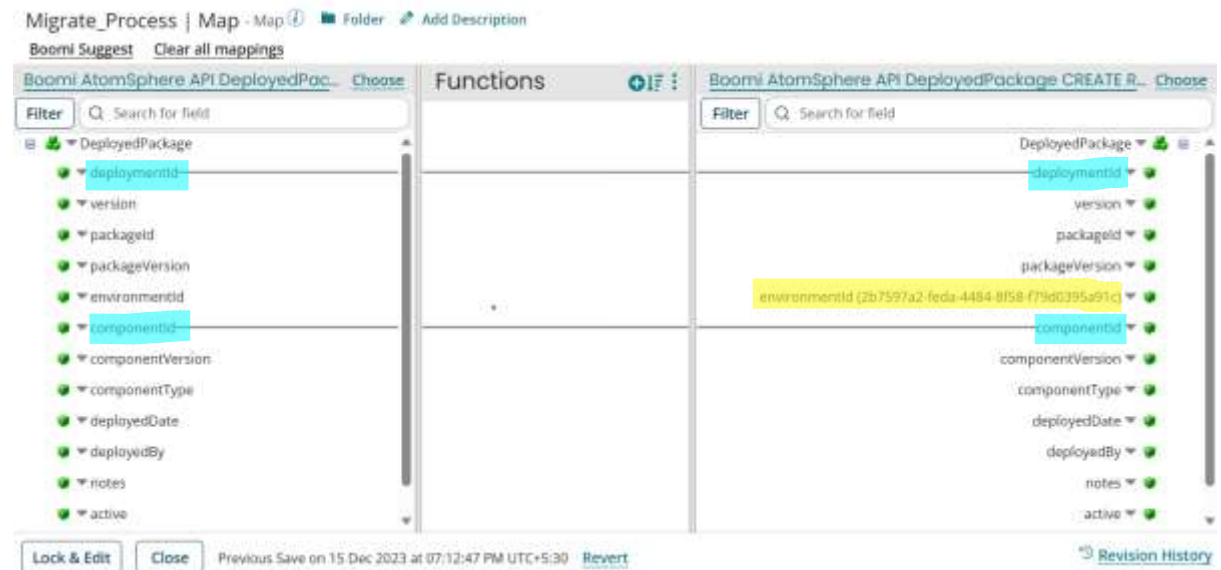 Migrate_Process | Map - Map i Folder Add Description
Boomi Suggest Clear all mappings
Boomi AtomSphere API DeployedPac... Choose Functions Boomi AtomSphere API DeployedPackage CREATE R... Choose
Filter Search for field Filter Search for field
DeployedPackage DeployedPackage
deploymentId deploymentId
version version
packageId packageId
packageVersion packageVersion
environmentId environmentId (2b7597a2-feda-4484-8f58-f79d0395a91c)
componentId componentId
componentVersion componentVersion
componentType componentType
deployedDate deployedDate
deployedBy deployedBy
notes notes
active active
Lock & Edit Close Previous Save on 15 Dec 2023 at 07:12:47 PM UTC+5:30 Revert Revision History